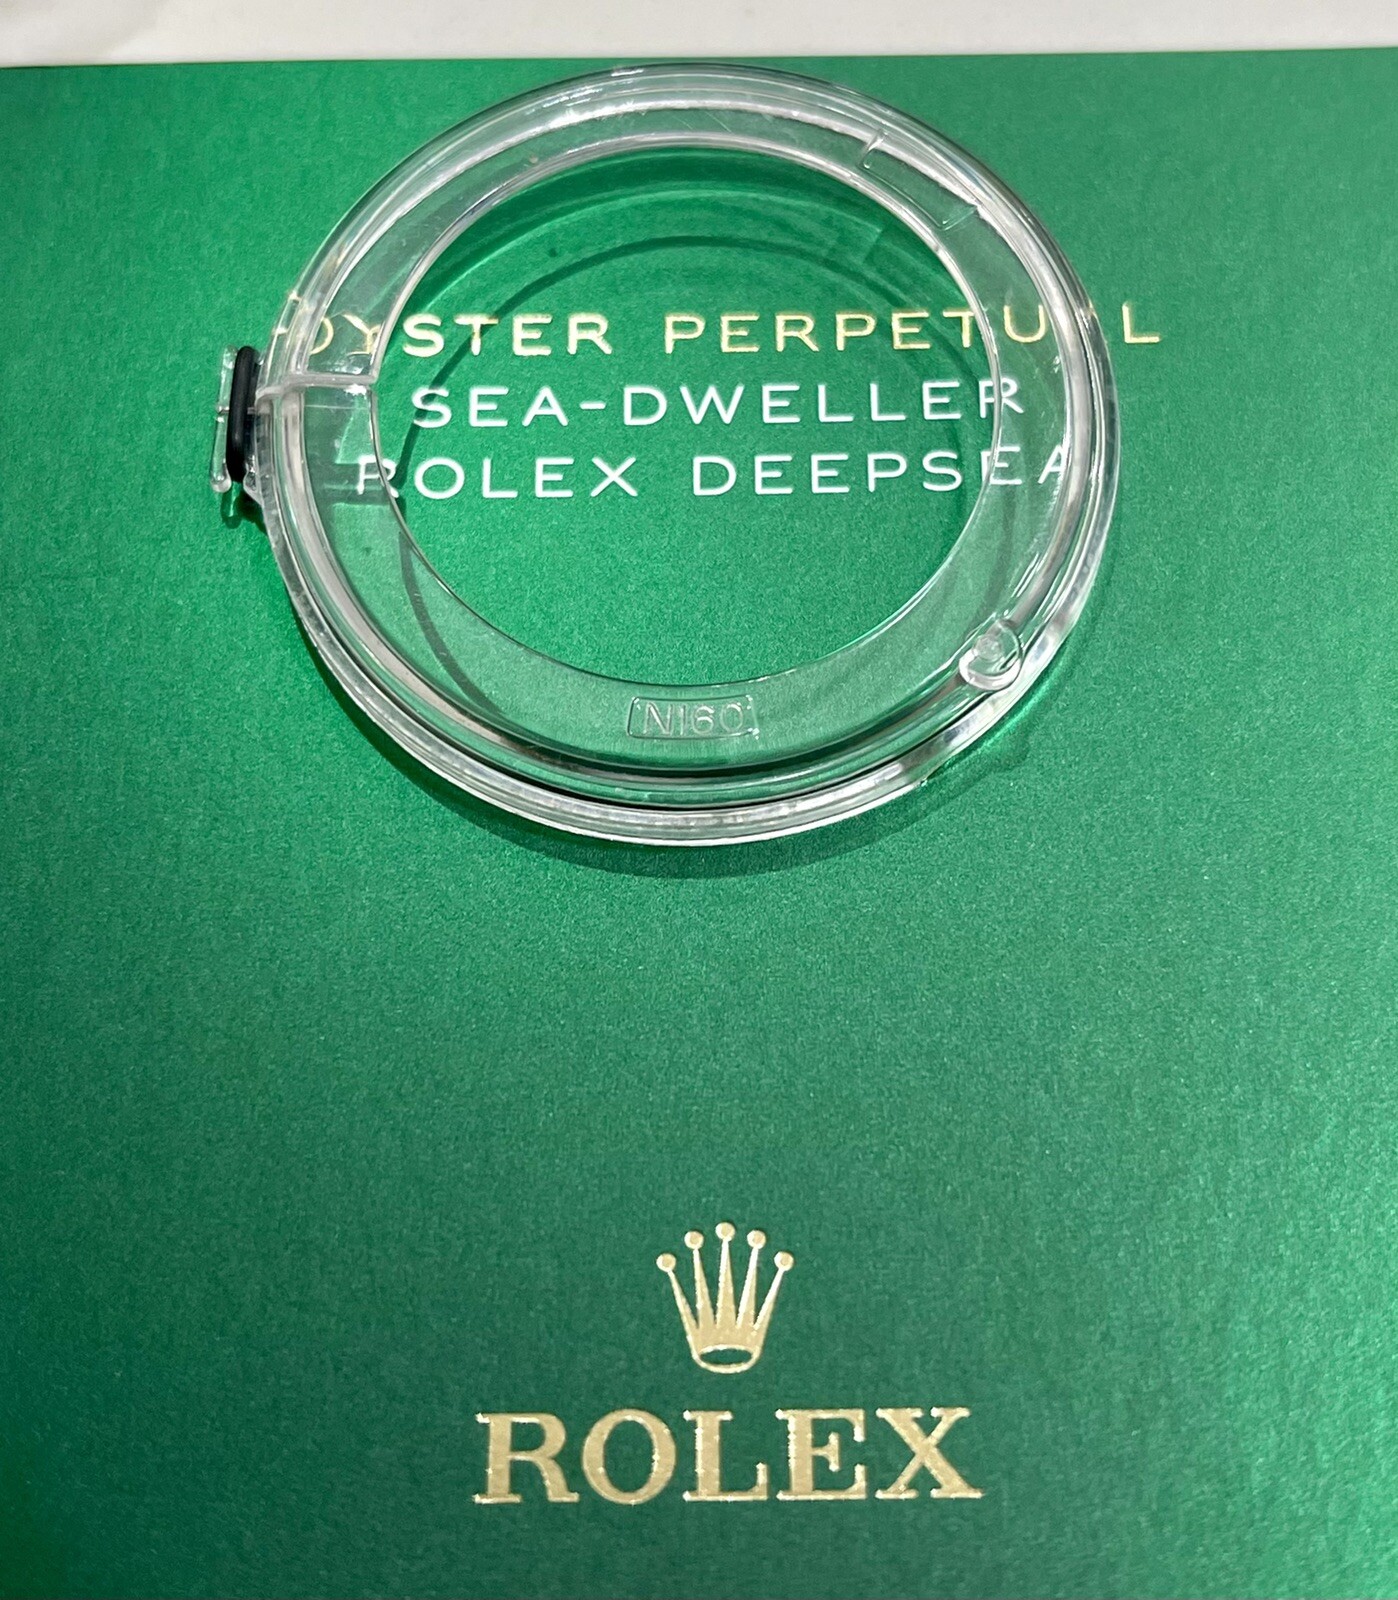 OYSTER PERPETUAL
SEA-DWELLER
ROLEX DEEPSEA
N160
ROLEX